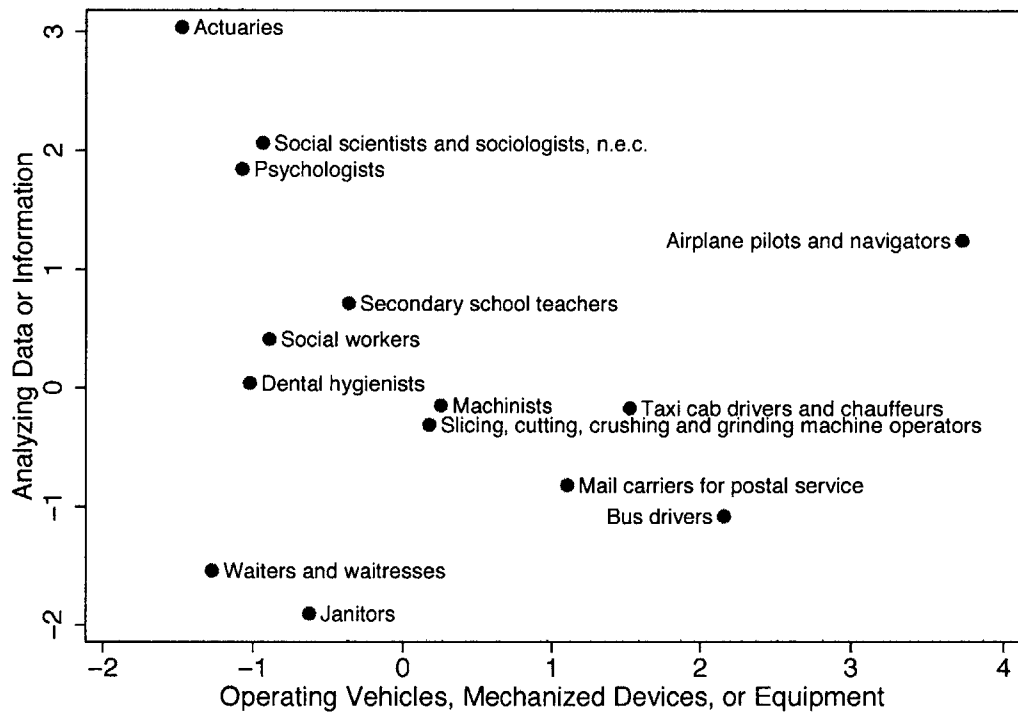 Analyzing Data or Information
3
2
1
0
−1
−2
Actuaries
Social scientists and sociologists, n.e.c.
Psychologists
Airplane pilots and navigators
Secondary school teachers
Social workers
Dental hygienists
Machinists
Taxi cab drivers and chauffeurs
Slicing, cutting, crushing and grinding machine operators
Mail carriers for postal service
Bus drivers
Waiters and waitresses
Janitors
−2 −1 0 1 2 3 4
Operating Vehicles, Mechanized Devices, or Equipment